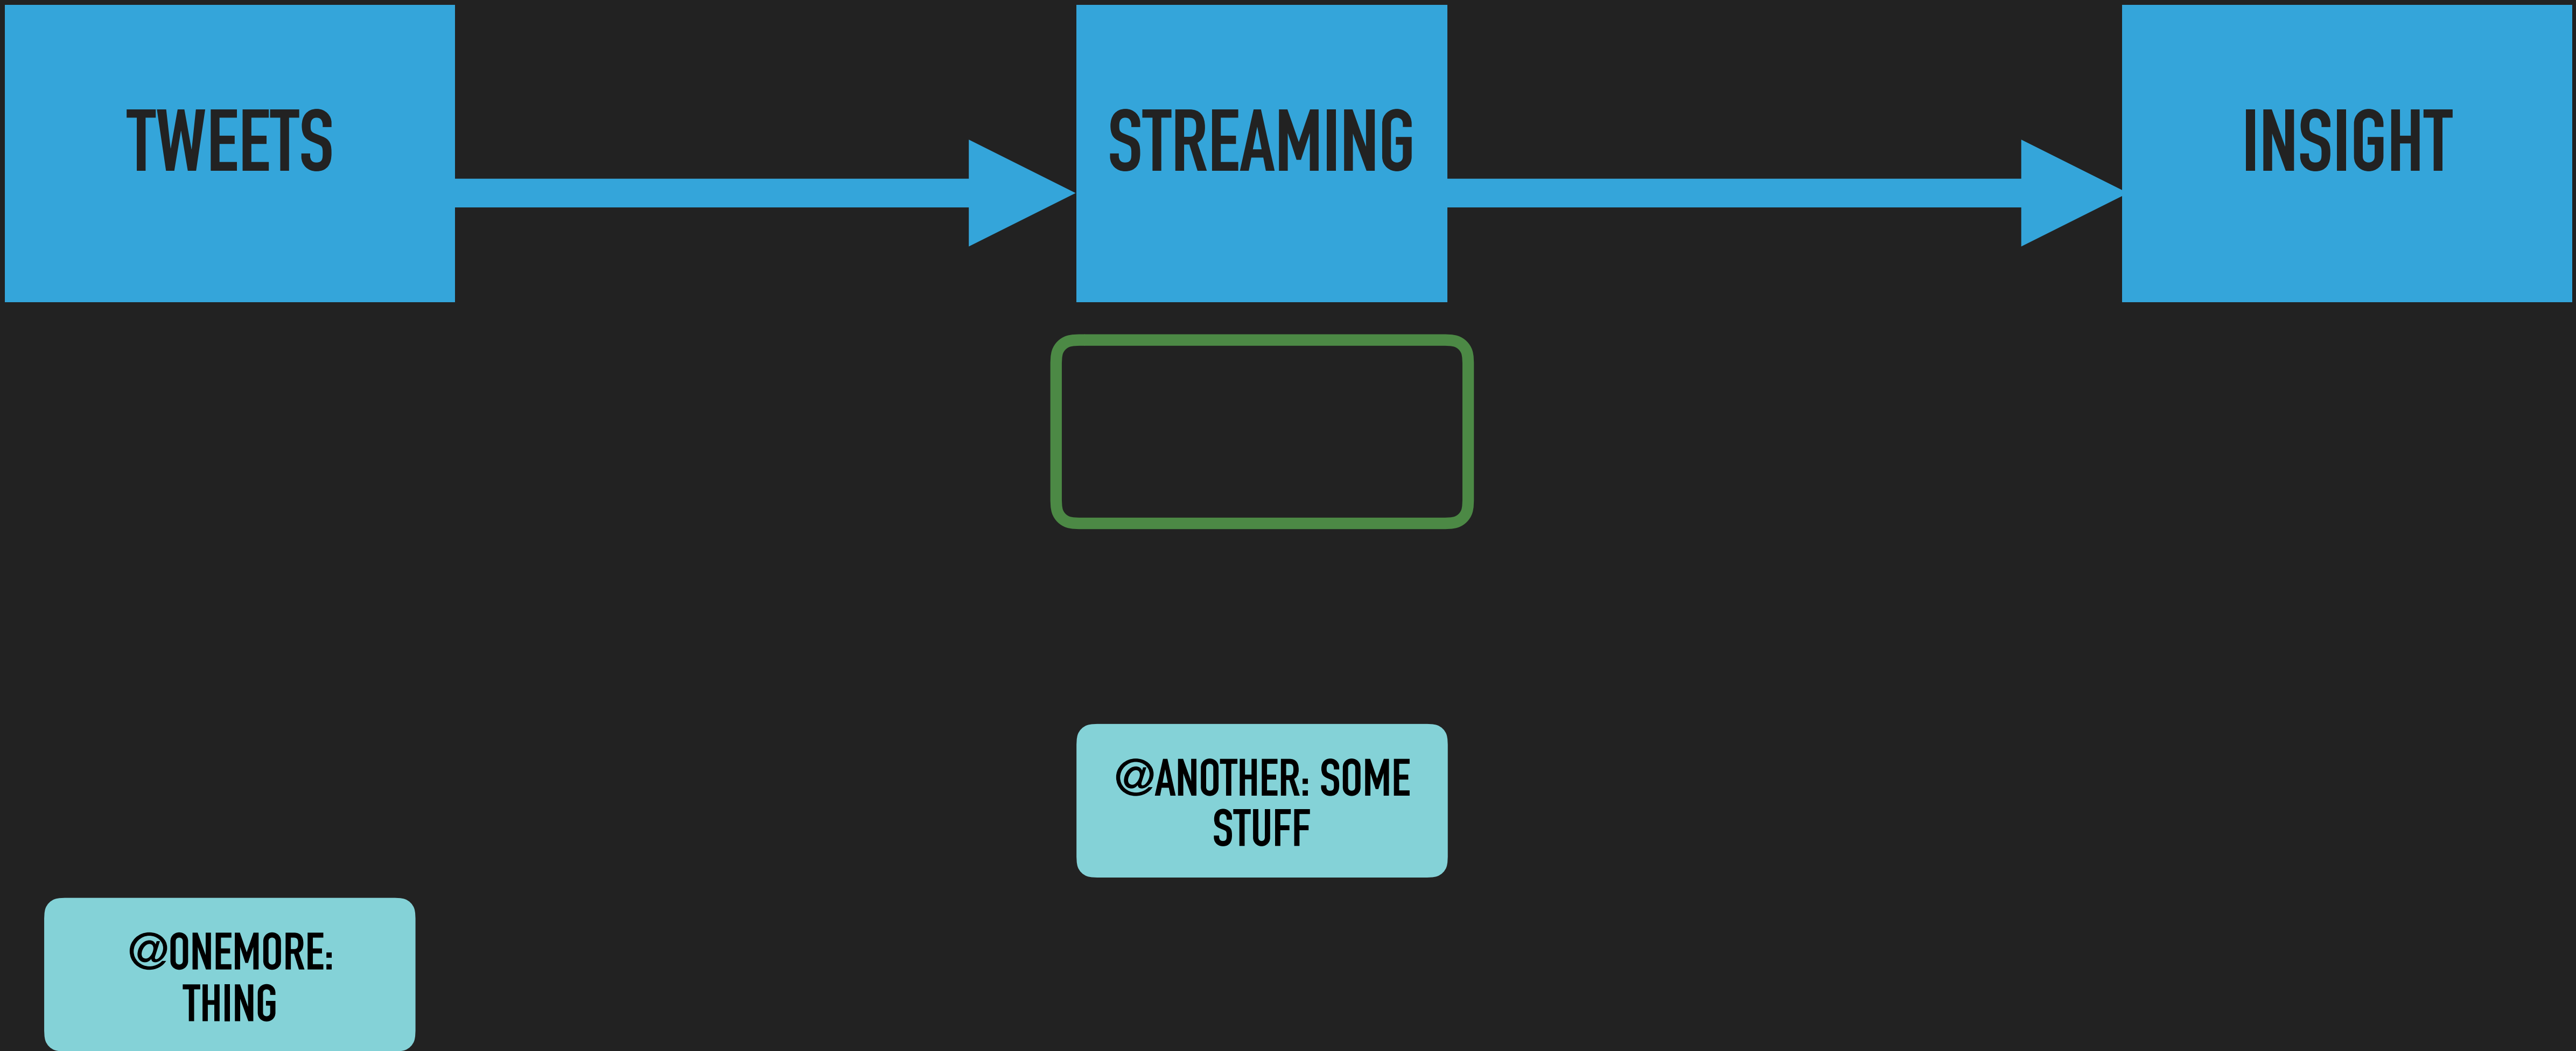 TWEETS
STREAMING
INSIGHT
@ANOTHER: SOME
STUFF
@ONEMORE:
THING